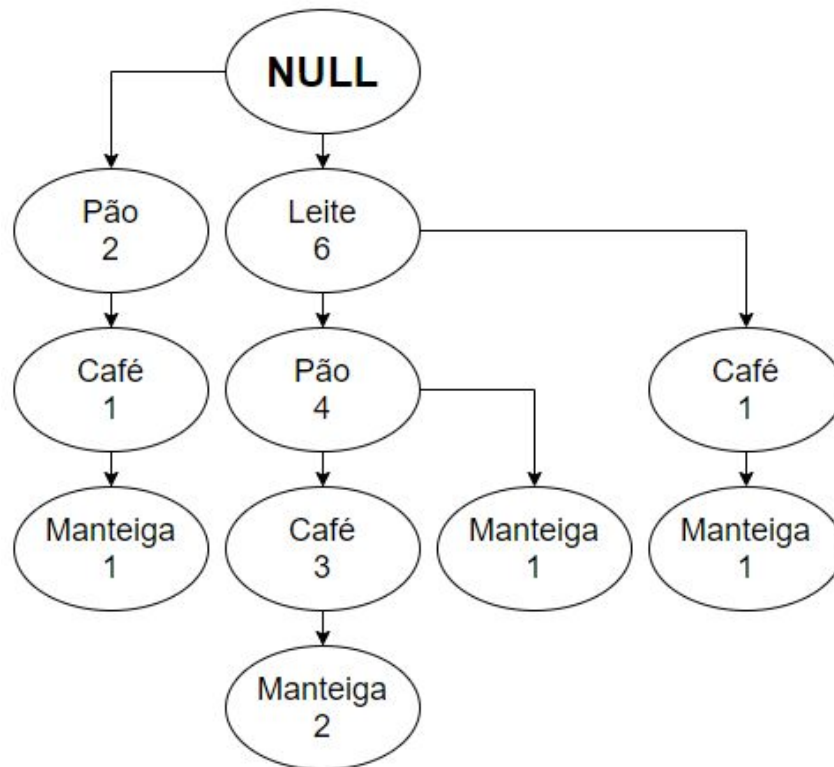 NULL
Pão
2
Leite
6
Café
1
Pão
4
Café
1
Manteiga
1
Café
3
Manteiga
1
Manteiga
1
Manteiga
2